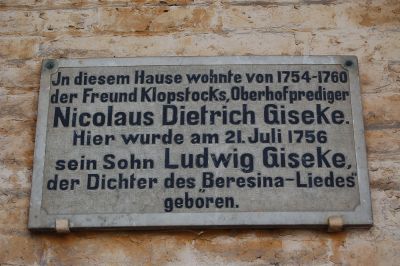 In diesem Hause wohnte von 1754-1760
der Freund Klopstocks, Oberhofprediger
Nicolaus Dietrich Giseke.
Hier wurde am 21. Juli 1756
sein Sohn Ludwig Giseke,
der Dichter des Beresina-Liedes
geboren.